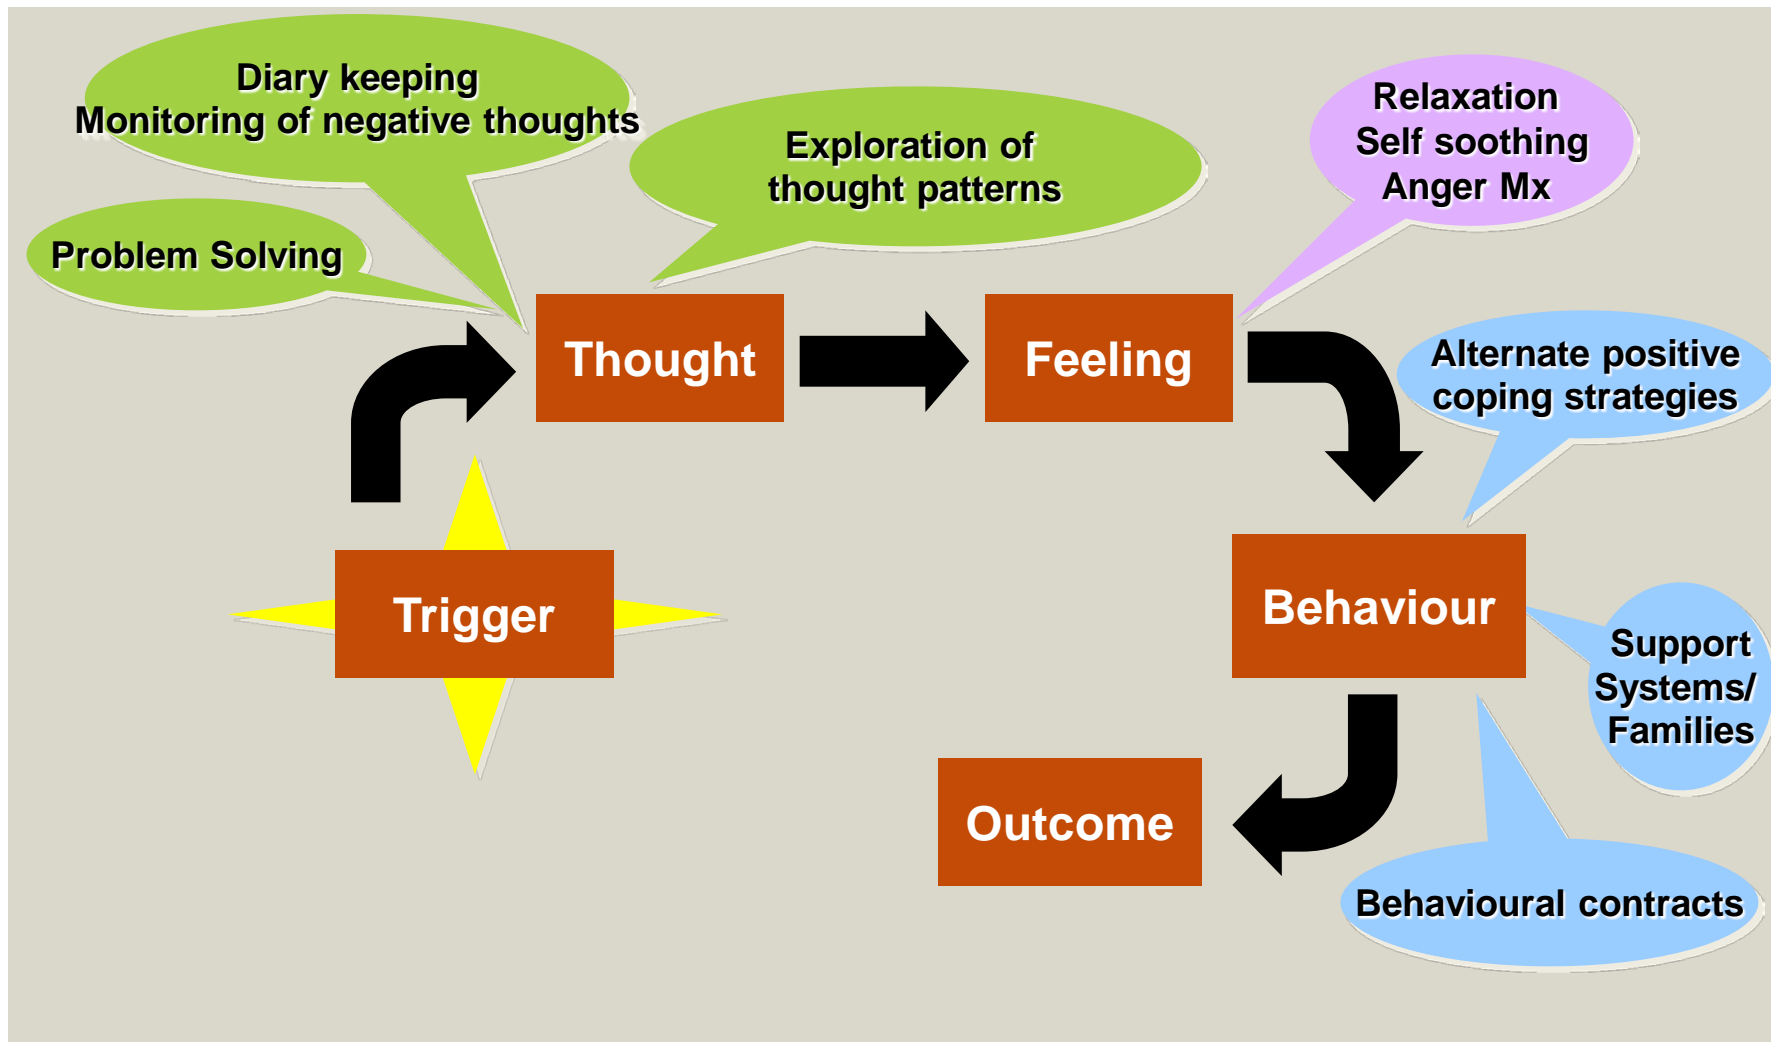 Diary keeping
Monitoring of negative thoughts
Exploration of
thought patterns
Relaxation
Self soothing
Anger Mx
Problem Solving
Thought
Feeling
Alternate positive
coping strategies
Trigger
Behaviour
Support
Systems/
Families
Outcome
Behavioural contracts